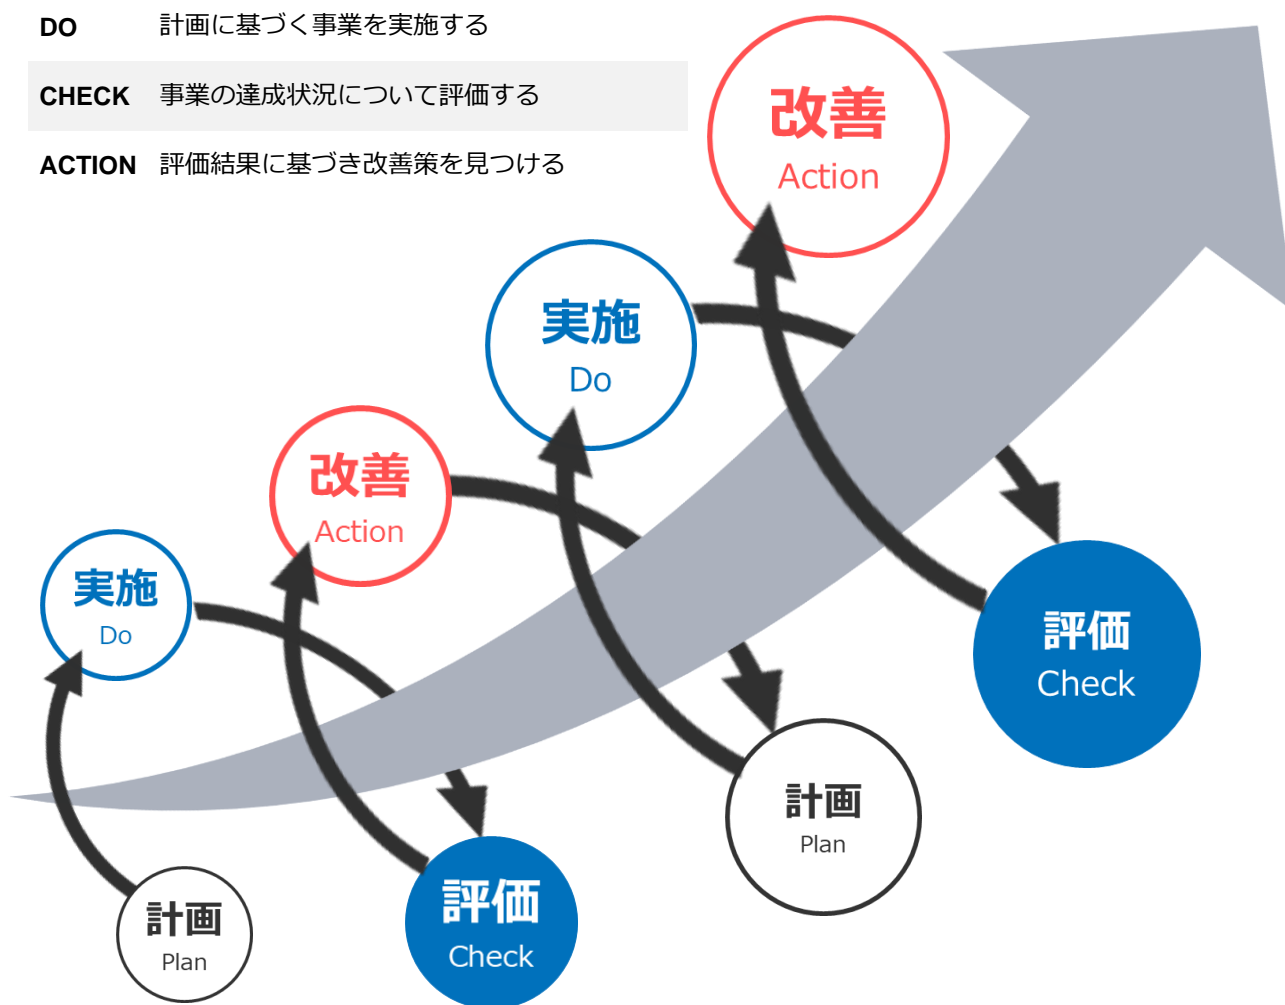 DO 計画に基づく事業を実施する
CHECK 事業の達成状況について評価する
ACTION 評価結果に基づき改善策を見つける
改善
Action
実施
Do
改善
Action
実施
Do
評価
Check
計画
Plan
評価
Check
計画
Plan